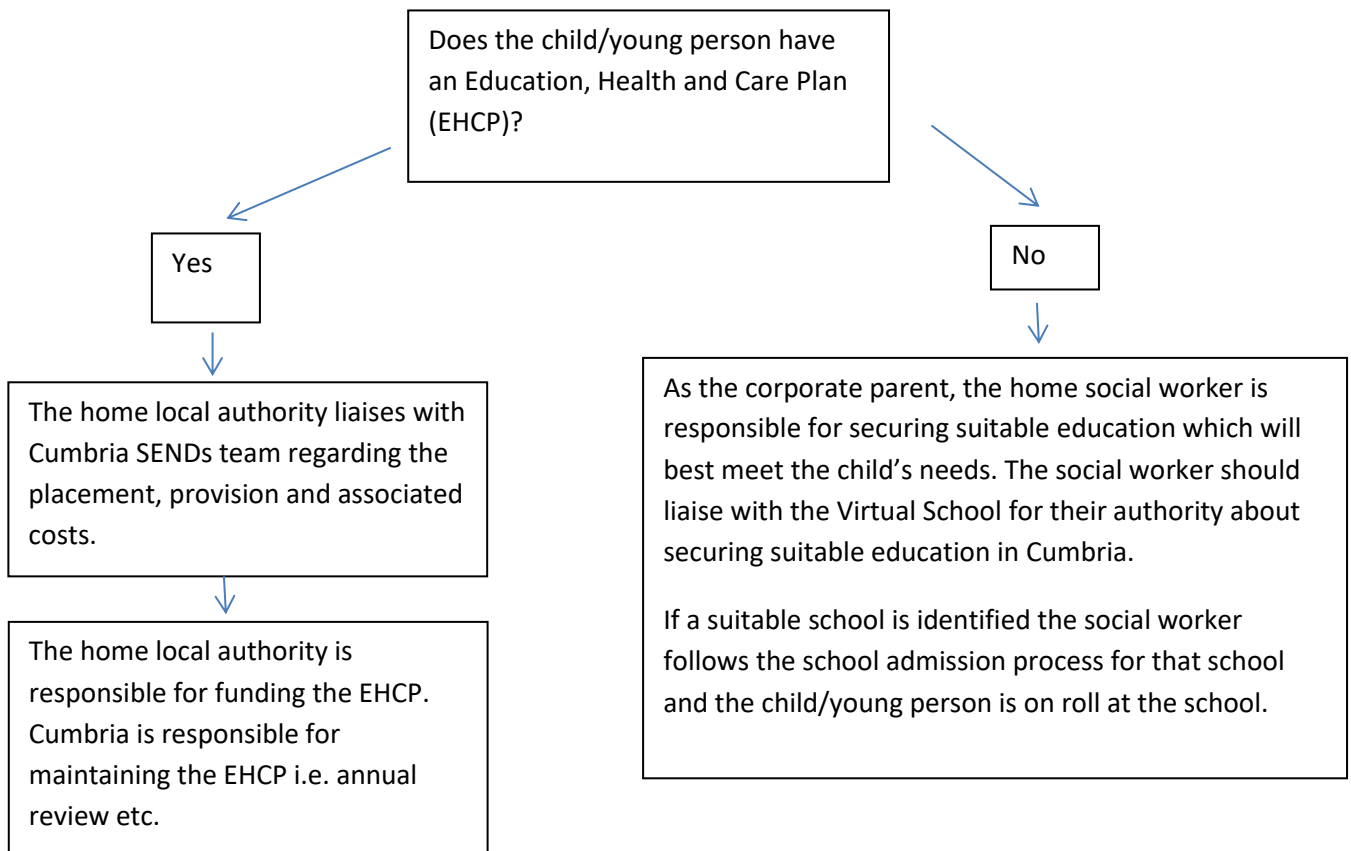 Does the child/young person have
an Education, Health and Care Plan
(EHCP)?
Yes
No
The home local authority liaises with
Cumbria SENDs team regarding the
placement, provision and associated
costs.
The home local authority is
responsible for funding the EHCP.
Cumbria is responsible for
maintaining the EHCP i.e. annual
review etc.
As the corporate parent, the home social worker is
responsible for securing suitable education which will
best meet the child’s needs. The social worker should
liaise with the Virtual School for their authority about
securing suitable education in Cumbria.
If a suitable school is identified the social worker
follows the school admission process for that school
and the child/young person is on roll at the school.